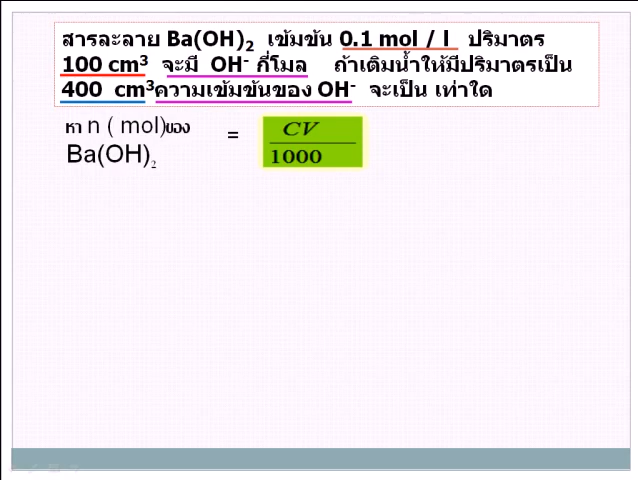 สารละลาย Ba(OH)₂ เข้มข้น 0.1 mol / l ปริมาตร
100 cm³ จะมี OH⁻ กี่โมล ถ้าเติมน้ำให้มีปริมาตรเป็น
400 cm³ความเข้มข้นของ OH⁻ จะเป็น เท่าใด
หา n ( mol)ของ
Ba(OH)₂
=
CV
1000